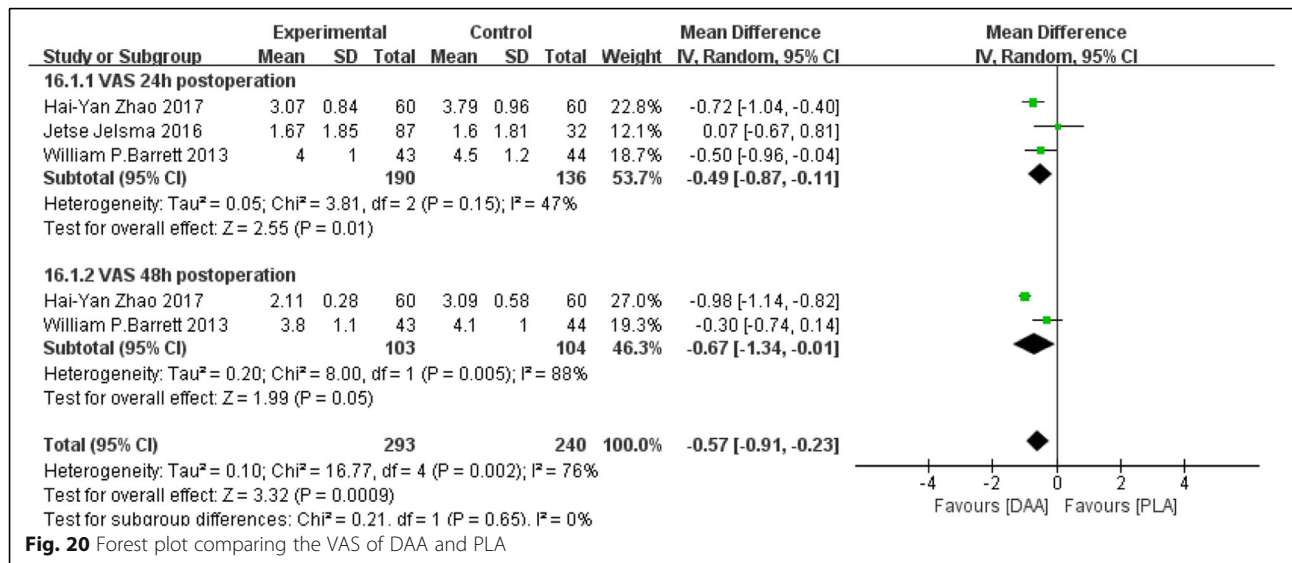 Experimental Control Mean Difference Mean Difference
Study or Subgroup Mean SD Total Mean SD Total Weight IV, Random, 95% CI IV, Random, 95% CI
16.1.1 VAS 24h postoperation
Hai-Yan Zhao 2017 3.07 0.84 60 3.79 0.96 60 22.8% -0.72 [-1.04, -0.40]
Jetse Jelsma 2016 1.67 1.85 87 1.6 1.81 32 12.1% 0.07 [-0.67, 0.81]
William P.Barrett 2013 4 1 43 4.5 1.2 44 18.7% -0.50 [-0.96, -0.04]
Subtotal (95% CI) 190 136 53.7% -0.49 [-0.87, -0.11]
Heterogeneity: Tau² = 0.05; Chi² = 3.81, df = 2 (P = 0.15); I² = 47%
Test for overall effect: Z = 2.55 (P = 0.01)
16.1.2 VAS 48h postoperation
Hai-Yan Zhao 2017 2.11 0.28 60 3.09 0.58 60 27.0% -0.98 [-1.14, -0.82]
William P.Barrett 2013 3.8 1.1 43 4.1 1 44 19.3% -0.30 [-0.74, 0.14]
Subtotal (95% CI) 103 104 46.3% -0.67 [-1.34, -0.01]
Heterogeneity: Tau² = 0.20; Chi² = 8.00, df = 1 (P = 0.005); I² = 88%
Test for overall effect: Z = 1.99 (P = 0.05)
Total (95% CI) 293 240 100.0% -0.57 [-0.91, -0.23]
Heterogeneity: Tau² = 0.10; Chi² = 16.77, df = 4 (P = 0.002); I² = 76%
Test for overall effect: Z = 3.32 (P = 0.0009)
Test for subgroup differences: Chi² = 0.21, df = 1 (P = 0.65), I² = 0%
-4 -2 0 2 4
Favours [DAA] Favours [PLA]
Fig. 20 Forest plot comparing the VAS of DAA and PLA